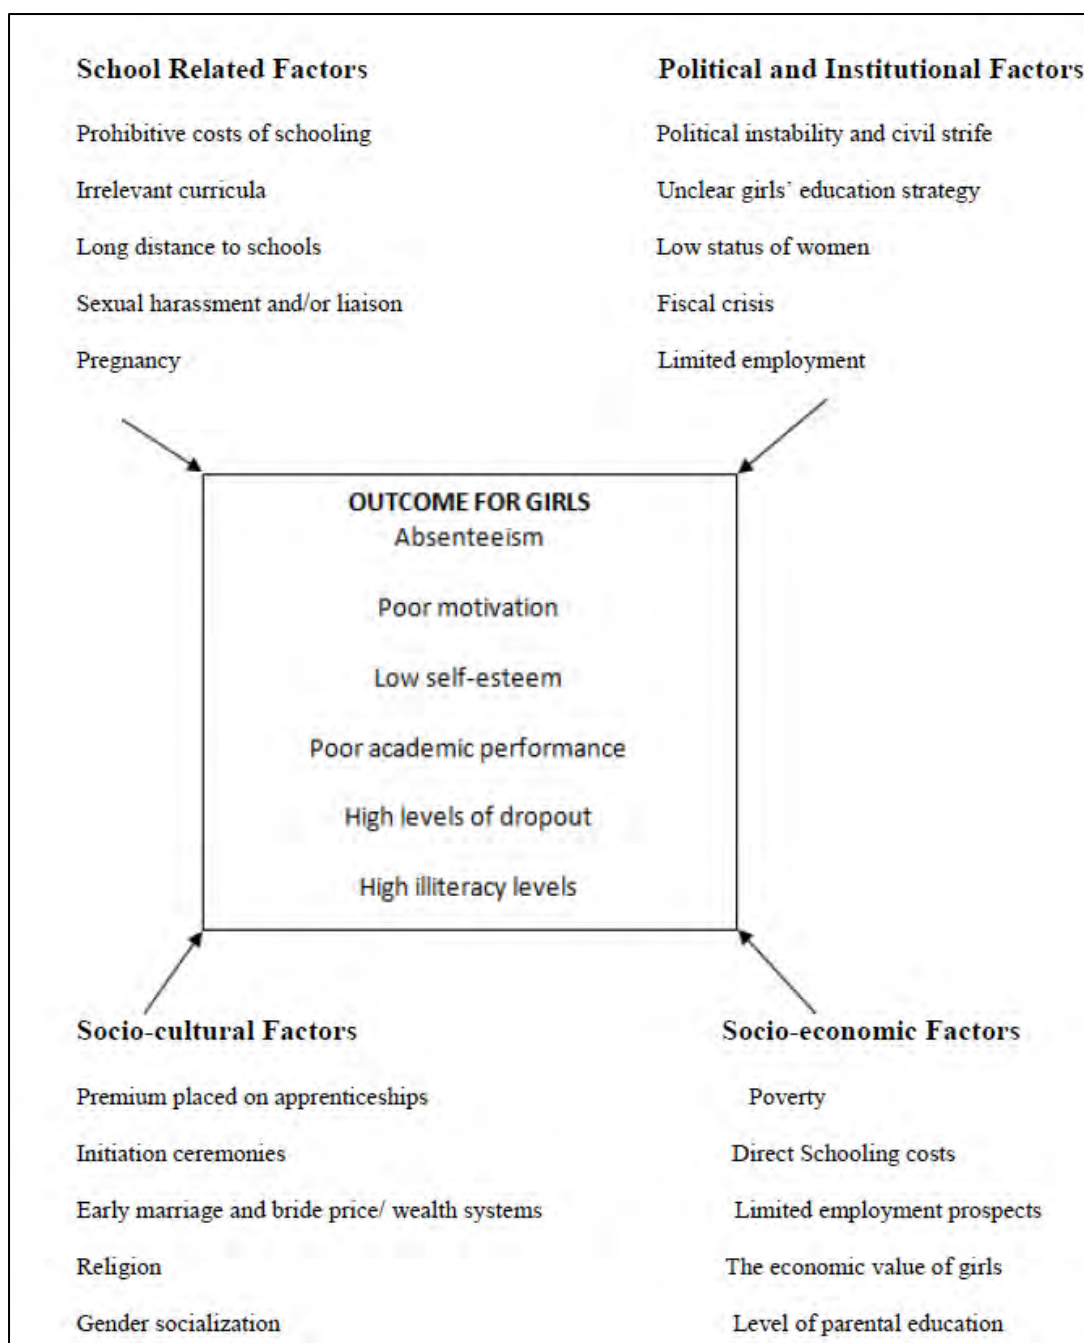 School Related Factors
Prohibitive costs of schooling
Irrelevant curricula
Long distance to schools
Sexual harassment and/or liaison
Pregnancy
Political and Institutional Factors
Political instability and civil strife
Unclear girls` education strategy
Low status of women
Fiscal crisis
Limited employment
OUTCOME FOR GIRLS
Absenteeism
Poor motivation
Low self-esteem
Poor academic performance
High levels of dropout
High illiteracy levels
Socio-cultural Factors
Premium placed on apprenticeships
Initiation ceremonies
Early marriage and bride price/ wealth systems
Religion
Gender socialization
Socio-economic Factors
Poverty
Direct Schooling costs
Limited employment prospects
The economic value of girls
Level of parental education